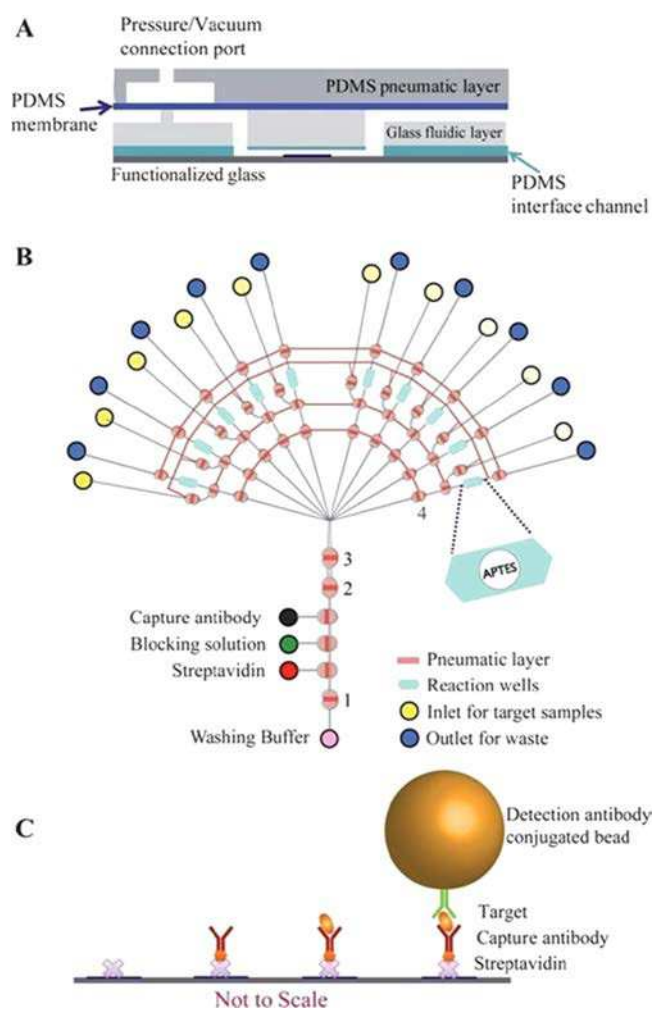 A
Pressure/Vacuum
connection port
PDMS pneumatic layer
PDMS
membrane
Glass fluidic layer
Functionalized glass
PDMS
interface channel
B
4
APTES
3
2
Capture antibody
Blocking solution
Streptavidin
1
Washing Buffer
Pneumatic layer
Reaction wells
Inlet for target samples
Outlet for waste
C
Detection antibody
conjugated bead
Target
Capture antibody
Streptavidin
Not to Scale